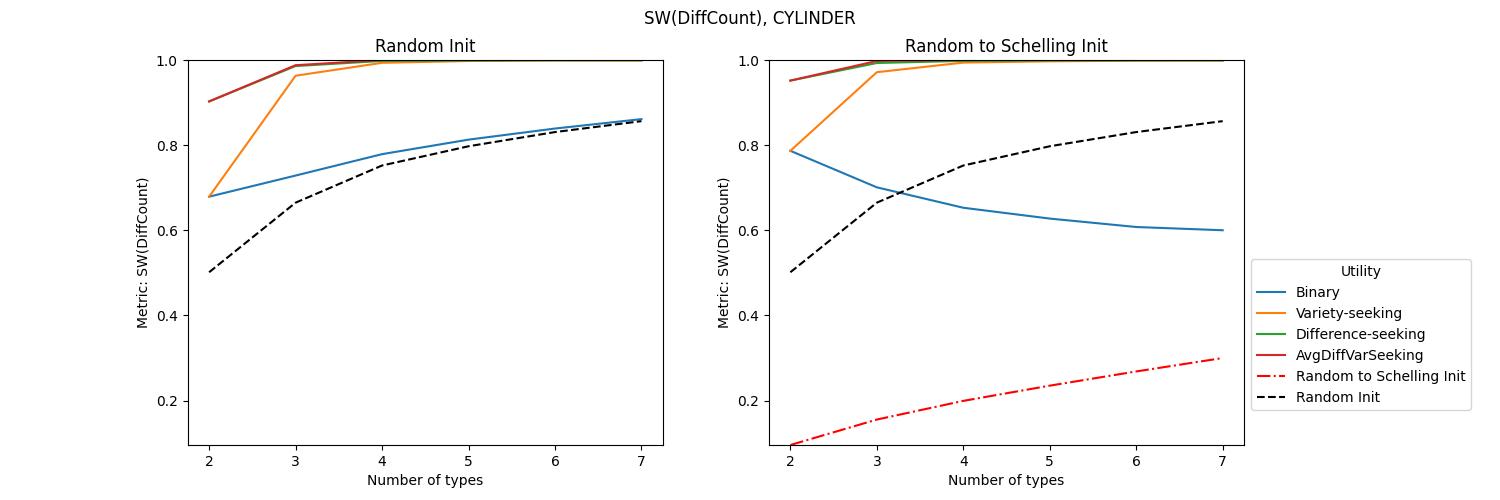 SW(DiffCount), CYLINDER
Random Init
1.0
0.8
0.6
0.4
0.2
Metric: SW(DiffCount)
2 3 4 5 6 7
Number of types
Random to Schelling Init
1.0
0.8
0.6
0.4
0.2
Metric: SW(DiffCount)
2 3 4 5 6 7
Number of types
Utility
Binary
Variety-seeking
Difference-seeking
AvgDiffVarSeeking
Random to Schelling Init
Random Init